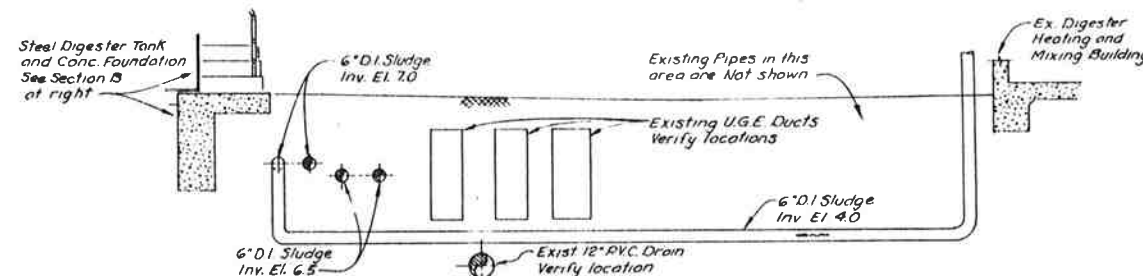 Steel Digester Tank
and Conc. Foundation
See Section B
at right
6" D.I. Sludge
Inv. El. 7.0
Existing Pipes in this
area are Not shown
Ex. Digester
Heating and
Mixing Building
Existing U.G.E. Ducts
Verify locations
6" D.I. Sludge
Inv. El 4.0
6" D.I. Sludge
Inv. El. 6.5
Exist 12" P.V.C. Drain
Verify location